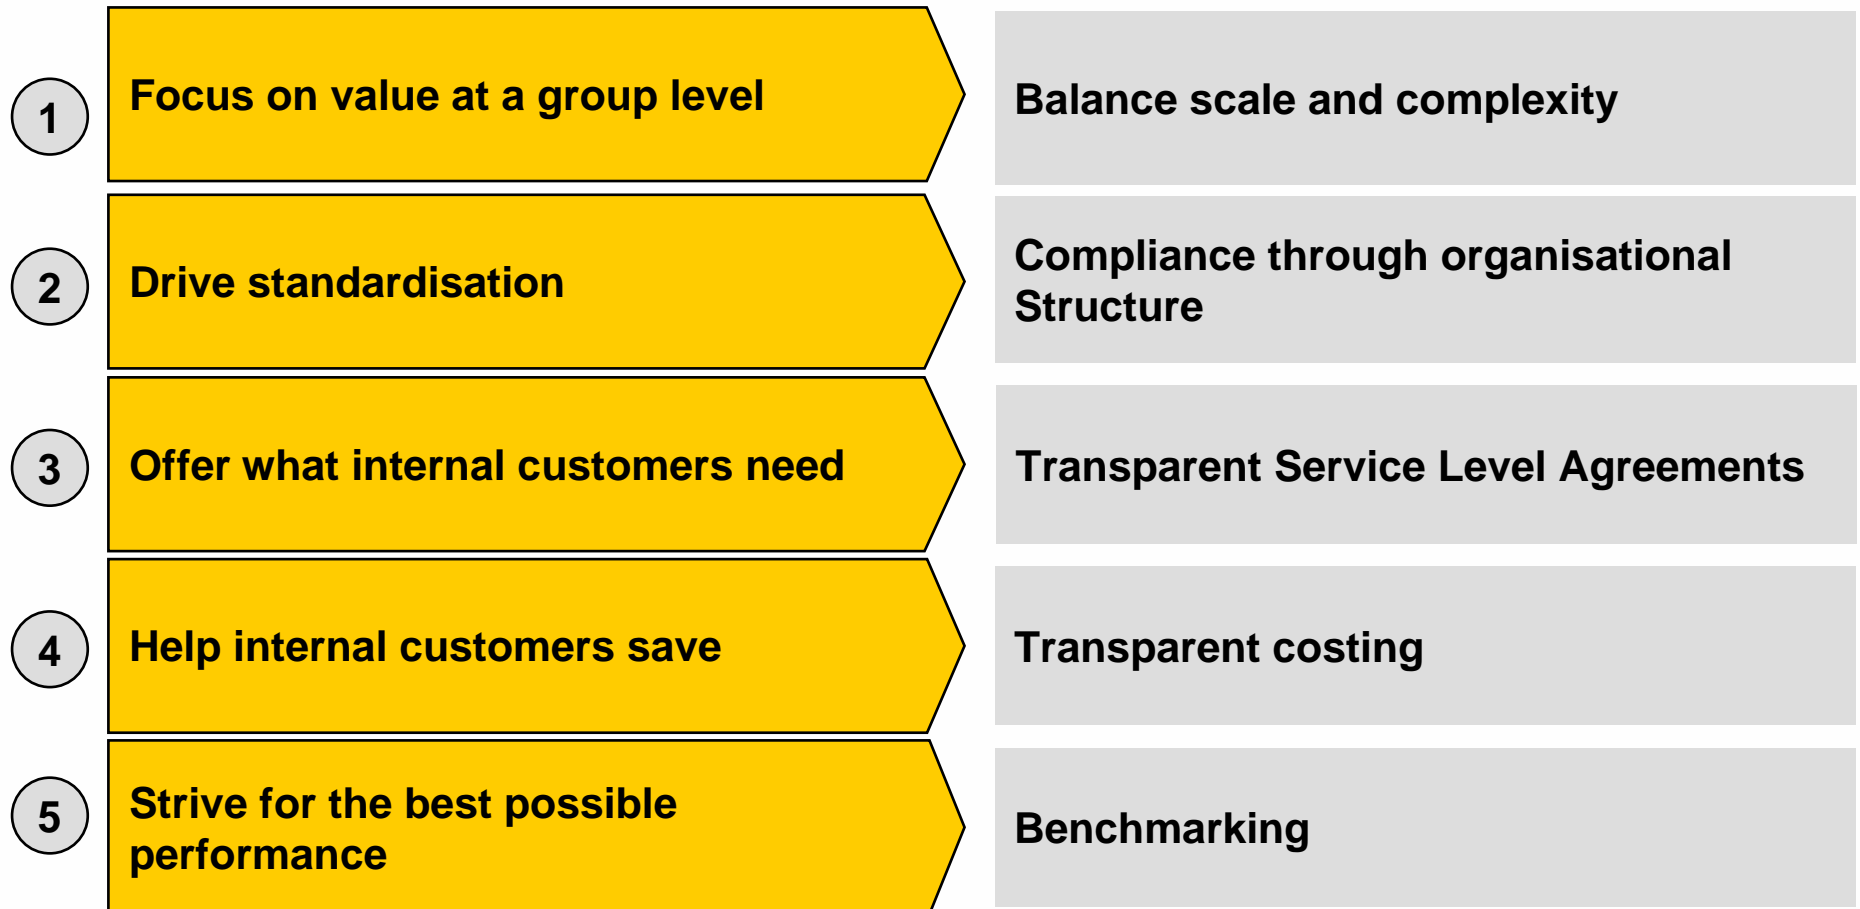 1
Focus on value at a group level
Balance scale and complexity
2
Drive standardisation
Compliance through organisational
Structure
3
Offer what internal customers need
Transparent Service Level Agreements
4
Help internal customers save
Transparent costing
5
Strive for the best possible
performance
Benchmarking